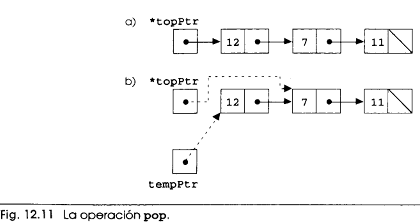 a) *topPtr
12 7 11
b) *topPtr
12 7 11
tempPtr
Fig. 12.11 La operación pop.